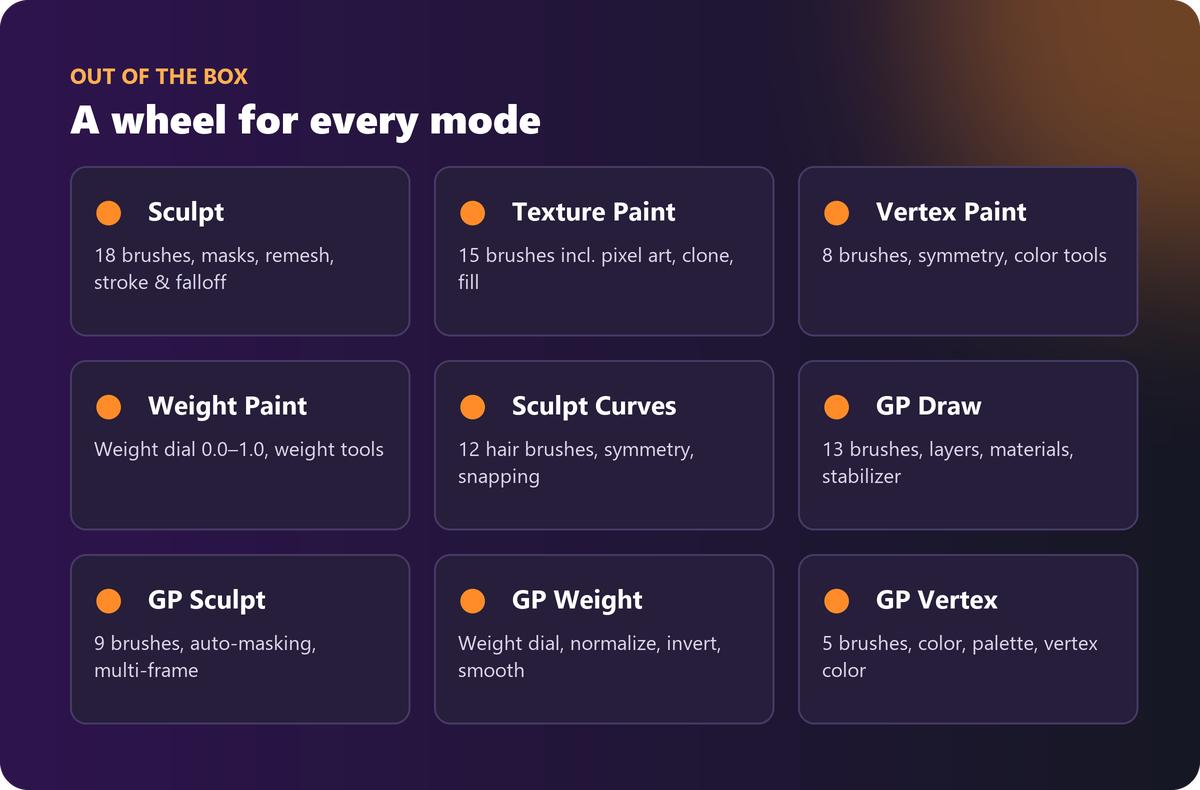 OUT OF THE BOX
A wheel for every mode
Sculpt
18 brushes, masks, remesh,
stroke & falloff
Texture Paint
15 brushes incl. pixel art, clone,
fill
Vertex Paint
8 brushes, symmetry, color tools
Weight Paint
Weight dial 0.0–1.0, weight tools
Sculpt Curves
12 hair brushes, symmetry,
snapping
GP Draw
13 brushes, layers, materials,
stabilizer
GP Sculpt
9 brushes, auto-masking,
multi-frame
GP Weight
Weight dial, normalize, invert,
smooth
GP Vertex
5 brushes, color, palette, vertex
color